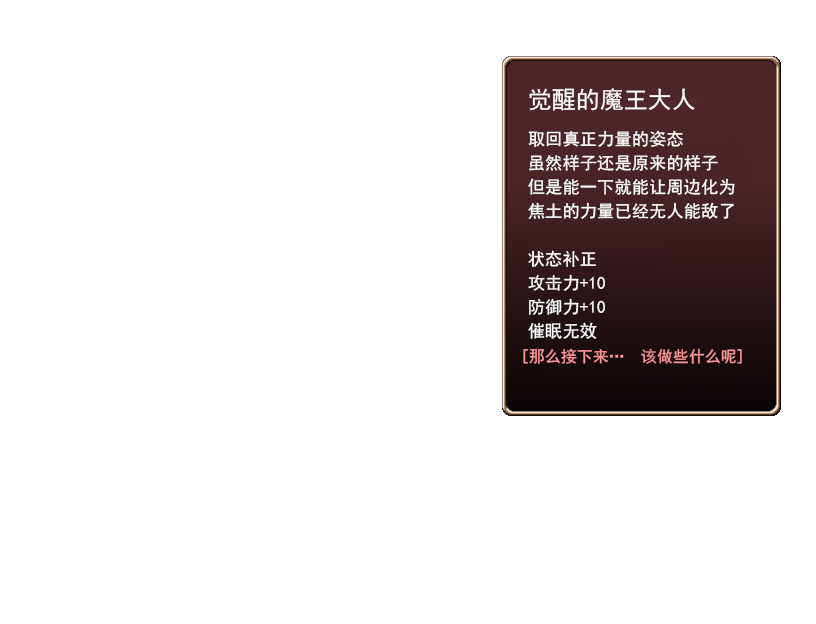 觉醒的魔王大人
取回真正力量的姿态
虽然样子还是原来的样子
但是能一下就能让周边化为
焦土的力量已经无人能敌了
状态补正
攻击力+10
防御力+10
催眠无效
[那么接下来… 该做些什么呢]